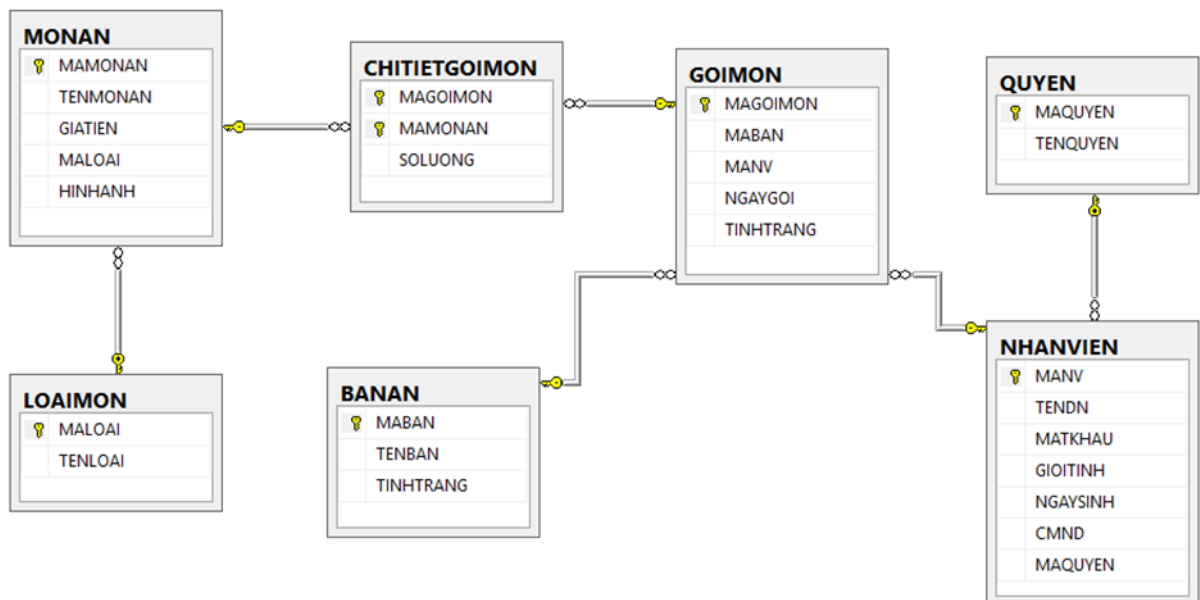 MONAN
MAMONAN
TENMONAN
GIATIEN
MALOAI
HINHANH
CHITIETGOIMON
MAGOIMON
MAMONAN
SOLUONG
GOIMON
MAGOIMON
MABAN
MANV
NGAYGOI
TINHTRANG
QUYEN
MAQUYEN
TENQUYEN
LOAIMON
MALOAI
TENLOAI
BANAN
MABAN
TENBAN
TINHTRANG
NHANVIEN
MANV
TENDN
MATKHAU
GIOITINH
NGAYSINH
CMND
MAQUYEN